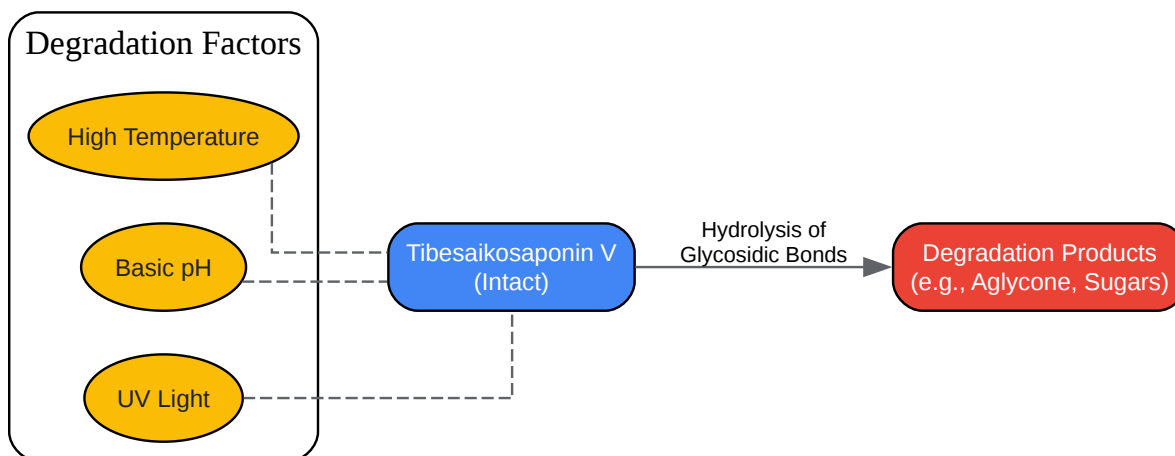 Degradation Factors
High Temperature
Basic pH
UV Light
Tibesaikosaponin V
(Intact)
Hydrolysis of
Glycosidic Bonds
Degradation Products
(e.g., Aglycone, Sugars)